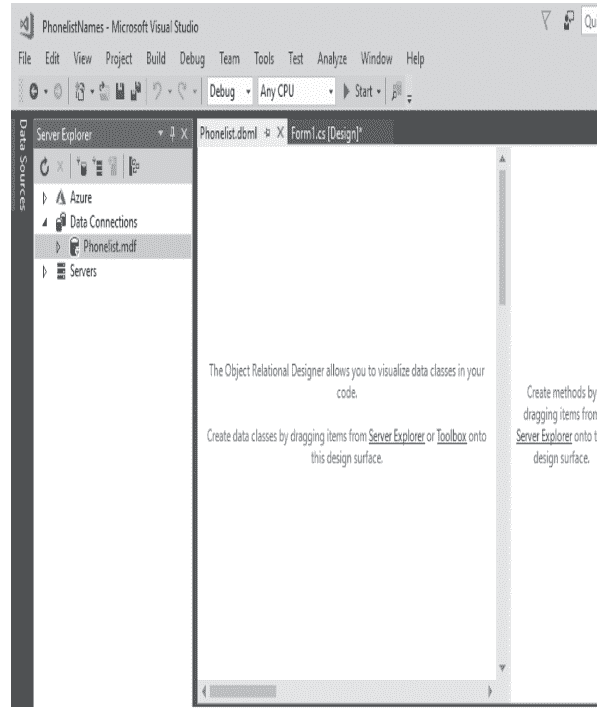 PhonelistNames - Microsoft Visual Studio
Qu
File Edit View Project Build Debug Team Tools Test Analyze Window Help
Debug Any CPU Start
Data Sources
Server Explorer
Phonelist.dbml Form1.cs [Design]*
Azure
Data Connections
Phonelist.mdf
Servers
The Object Relational Designer allows you to visualize data classes in your
code.
Create data classes by dragging items from Server Explorer or Toolbox onto
this design surface.
Create methods by
dragging items from
Server Explorer onto t
design surface.